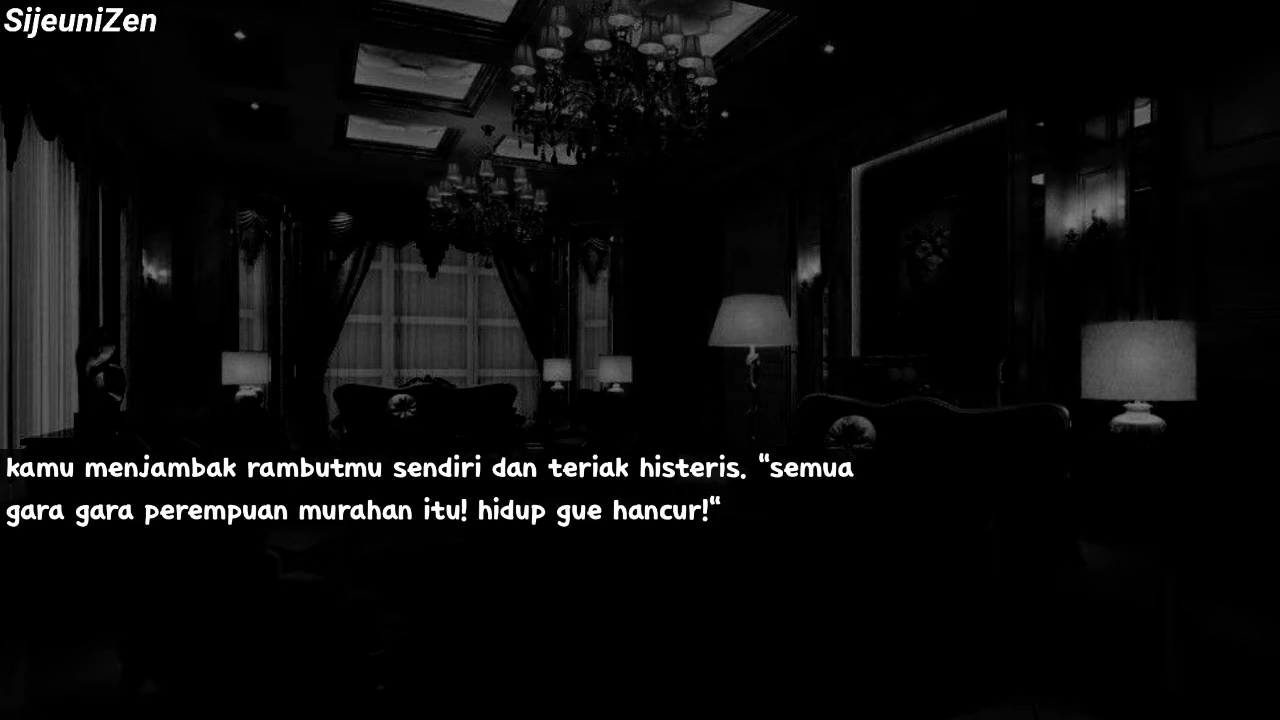 SijeuniZen
kamu menjambak rambutmu sendiri dan teriak histeris. "semua
gara gara perempuan murahan itu! hidup gue hancur!"